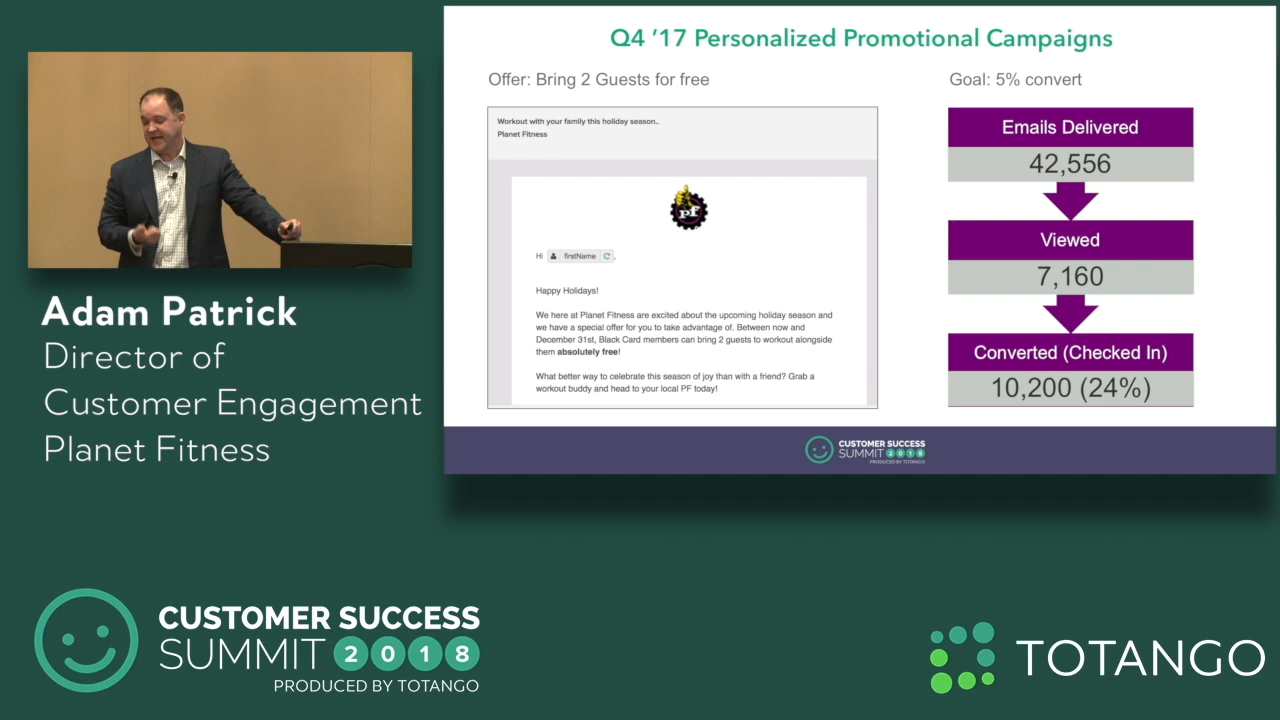 Q4 ’17 Personalized Promotional Campaigns
Offer: Bring 2 Guests for free
Goal: 5% convert
Workout with your family this holiday season..
Planet Fitness
pf
Hi firstName ,
Happy Holidays!
We here at Planet Fitness are excited about the upcoming holiday season and
we have a special offer for you to take advantage of. Between now and
December 31st, Black Card members can bring 2 guests to workout alongside
them absolutely free!
What better way to celebrate this season of joy than with a friend? Grab a
workout buddy and head to your local PF today!
Emails Delivered
42,556
Viewed
7,160
Converted (Checked In)
10,200 (24%)
CUSTOMER SUCCESS
SUMMIT 2018
PRODUCED BY TOTANGO
Adam Patrick
Director of
Customer Engagement
Planet Fitness
CUSTOMER SUCCESS
SUMMIT 2018
PRODUCED BY TOTANGO
TOTANGO